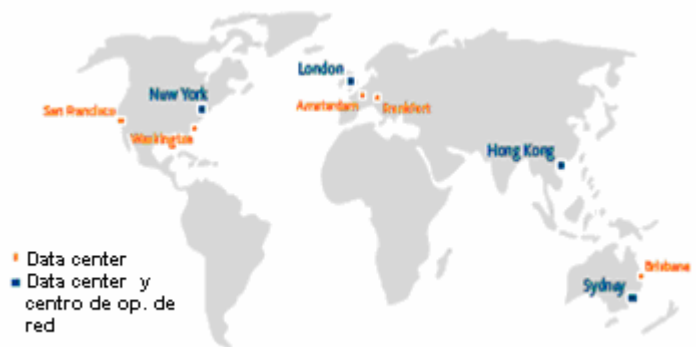 London
New York
San Francisco
Amsterdam
Frankfurt
Washington
Hong Kong
Brisbane
Sydney
Data center
Data center y
centro de op. de
red